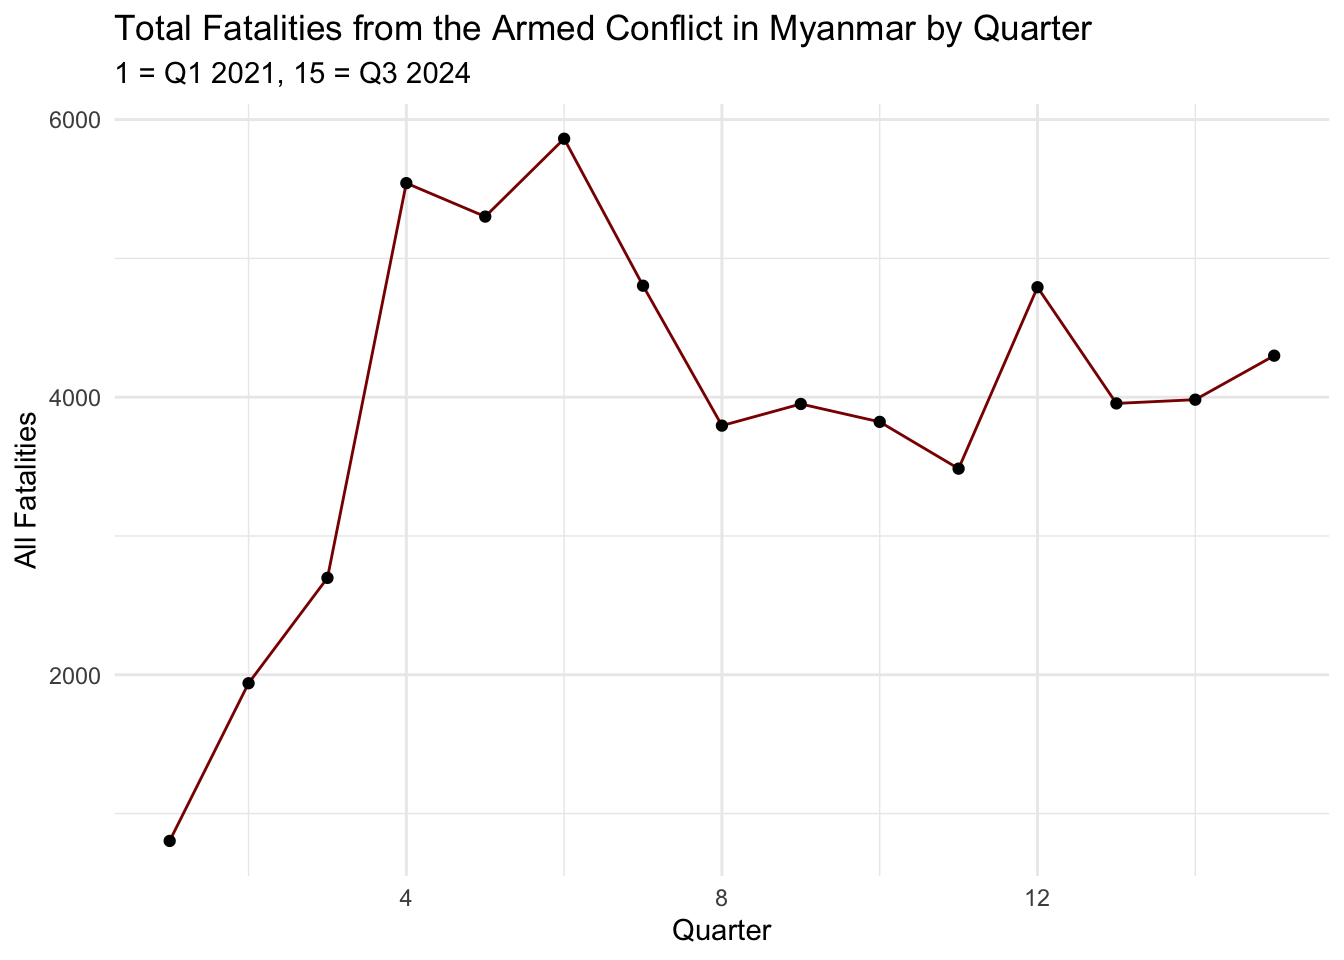 Total Fatalities from the Armed Conflict in Myanmar by Quarter
1 = Q1 2021, 15 = Q3 2024
6000
4000
2000
All Fatalities
4 8 12
Quarter